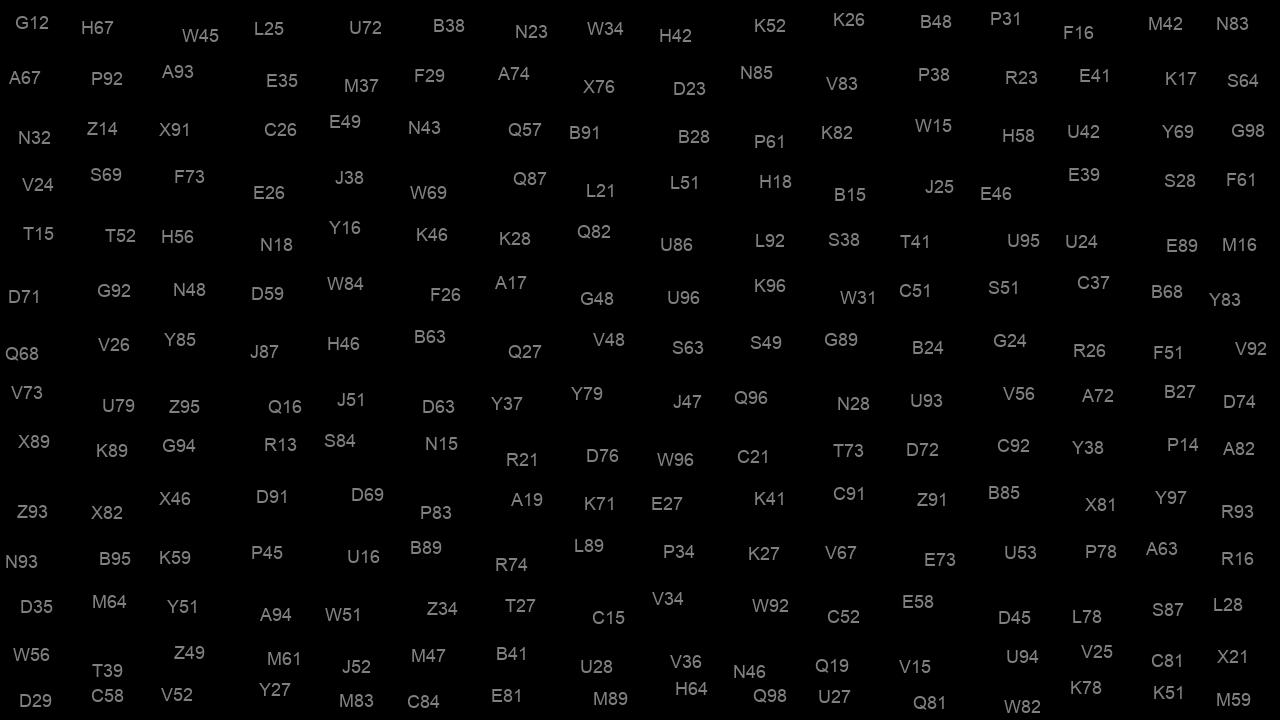 G12 H67 W45 L25 U72 B38 N23 W34 H42 K52 K26 B48 P31 F16 M42 N83
A67 P92 A93 E35 M37 F29 A74 X76 D23 N85 V83 P38 R23 E41 K17 S64
N32 Z14 X91 C26 E49 N43 Q57 B91 B28 P61 K82 W15 H58 U42 Y69 G98
V24 S69 F73 E26 J38 W69 Q87 L21 L51 H18 B15 J25 E46 E39 S28 F61
T15 T52 H56 N18 Y16 K46 K28 Q82 U86 L92 S38 T41 U95 U24 E89 M16
D71 G92 N48 D59 W84 F26 A17 G48 U96 K96 W31 C51 S51 C37 B68 Y83
Q68 V26 Y85 J87 H46 B63 Q27 V48 S63 S49 G89 B24 G24 R26 F51 V92
V73 U79 Z95 Q16 J51 D63 Y37 Y79 J47 Q96 N28 U93 V56 A72 B27 D74
X89 K89 G94 R13 S84 N15 R21 D76 W96 C21 T73 D72 C92 Y38 P14 A82
Z93 X82 X46 D91 D69 P83 A19 K71 E27 K41 C91 Z91 B85 X81 Y97 R93
N93 B95 K59 P45 U16 B89 R74 L89 P34 K27 V67 E73 U53 P78 A63 R16
D35 M64 Y51 A94 W51 Z34 T27 C15 V34 W92 C52 E58 D45 L78 S87 L28
W56 T39 Z49 M61 J52 M47 B41 U28 V36 N46 Q19 V15 U94 V25 C81 X21
D29 C58 V52 Y27 M83 C84 E81 M89 H64 Q98 U27 Q81 W82 K78 K51 M59